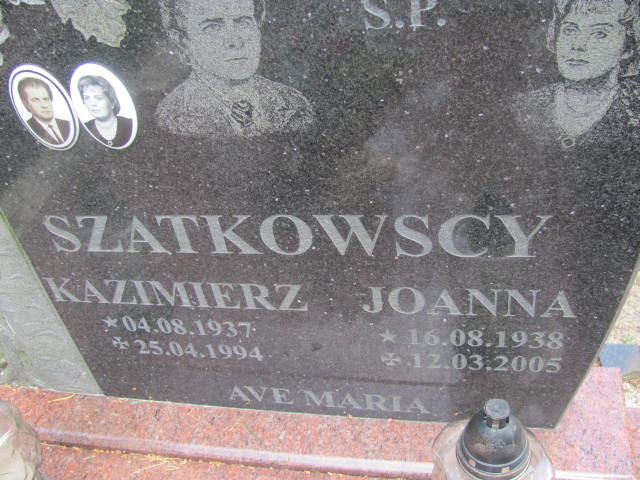 S.P.
SZATKOWSCY
KAZIMIERZ JOANNA
★04.08.1937 ★ 16.08.1938
✠ 25.04.1994 ✠ 12.03.2005
AVE MARIA